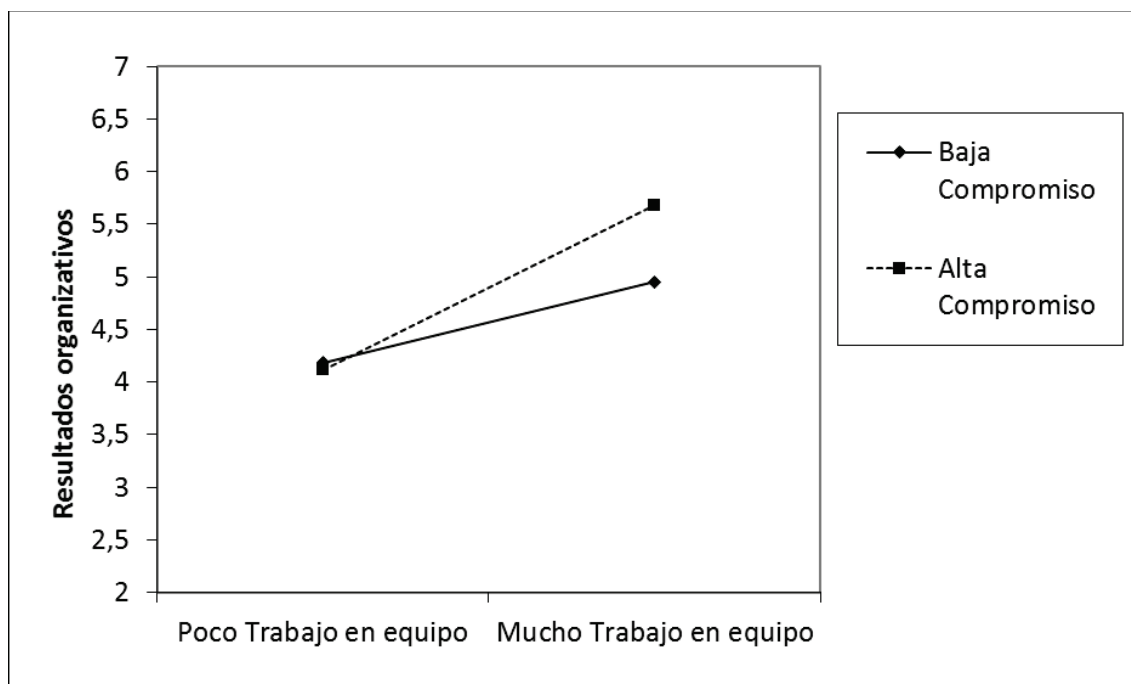 Resultados organizativos
7
6,5
6
5,5
5
4,5
4
3,5
3
2,5
2
Poco Trabajo en equipo
Mucho Trabajo en equipo
Baja
Compromiso
Alta
Compromiso